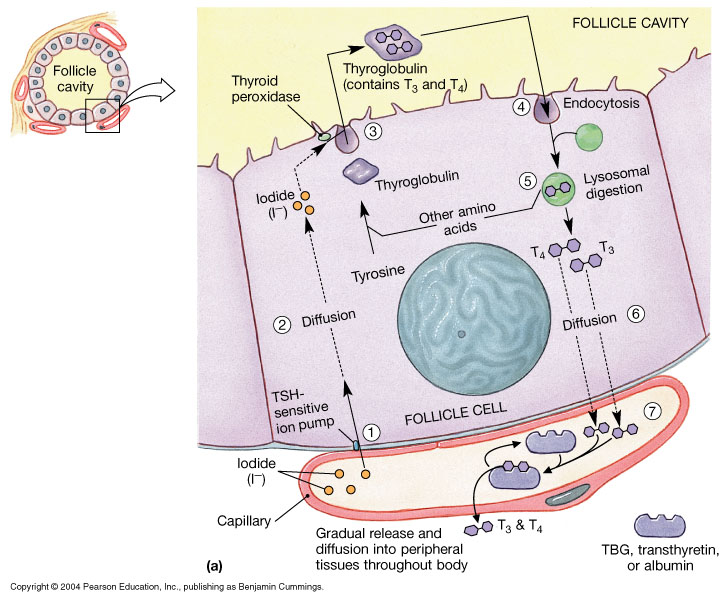 Follicle
cavity
FOLLICLE CAVITY
Thyroglobulin
(contains T3 and T4)
Thyroid
peroxidase
3
4
Endocytosis
Iodide
(I–)
Thyroglobulin
5
Lysosomal
digestion
Other amino
acids
T4
T3
Tyrosine
2
Diffusion
Diffusion
6
TSH-
sensitive
ion pump
1
FOLLICLE CELL
7
Iodide
(I–)
Capillary
T3 & T4
Gradual release and
diffusion into peripheral
tissues throughout body
TBG, transthyretin,
or albumin
(a)
Copyright © 2004 Pearson Education, Inc., publishing as Benjamin Cummings.